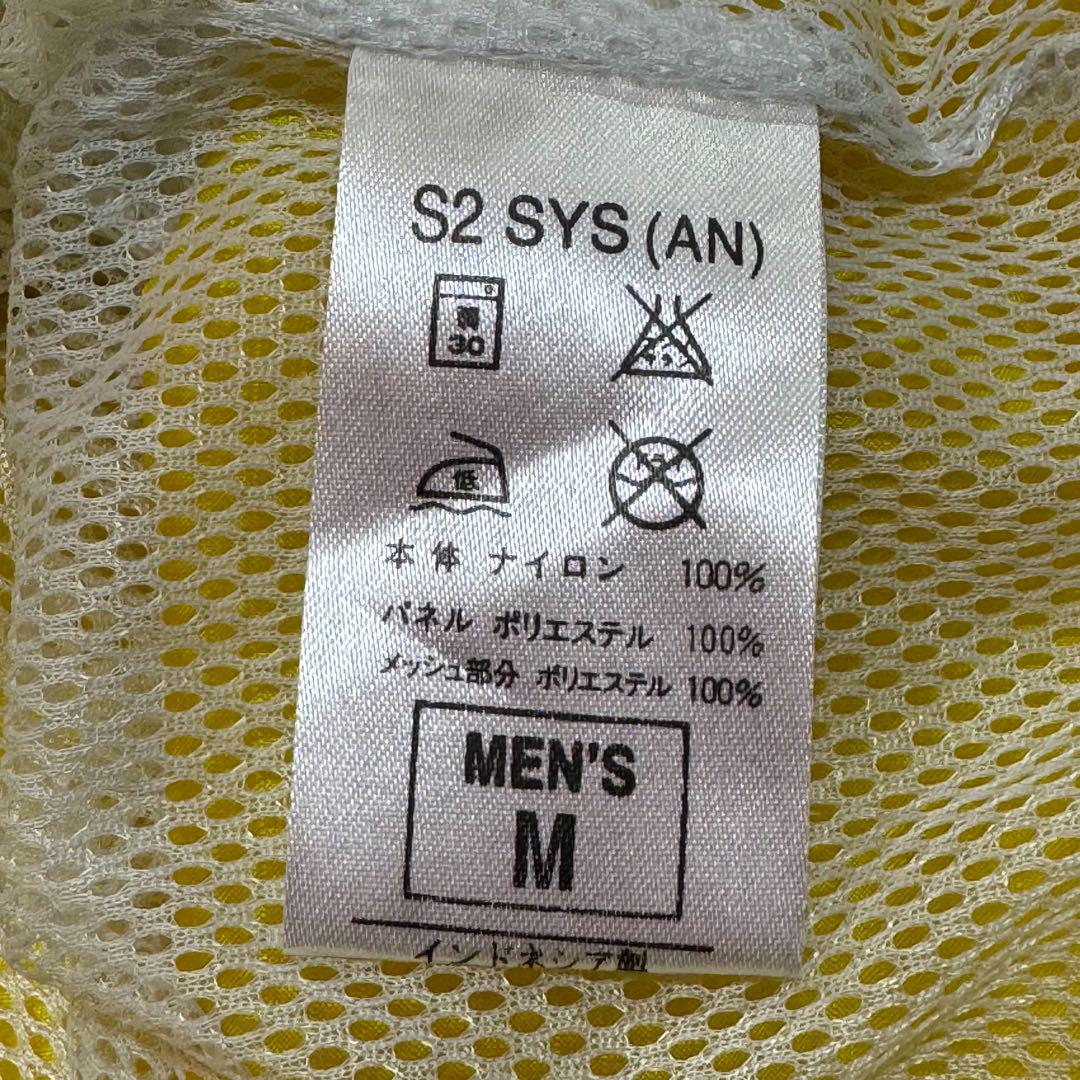 S2 SYS (AN)
30
低
本体 ナイロン 100%
パネル ポリエステル 100%
メッシュ部分 ポリエステル 100%
MEN'S
M
インドネシア製